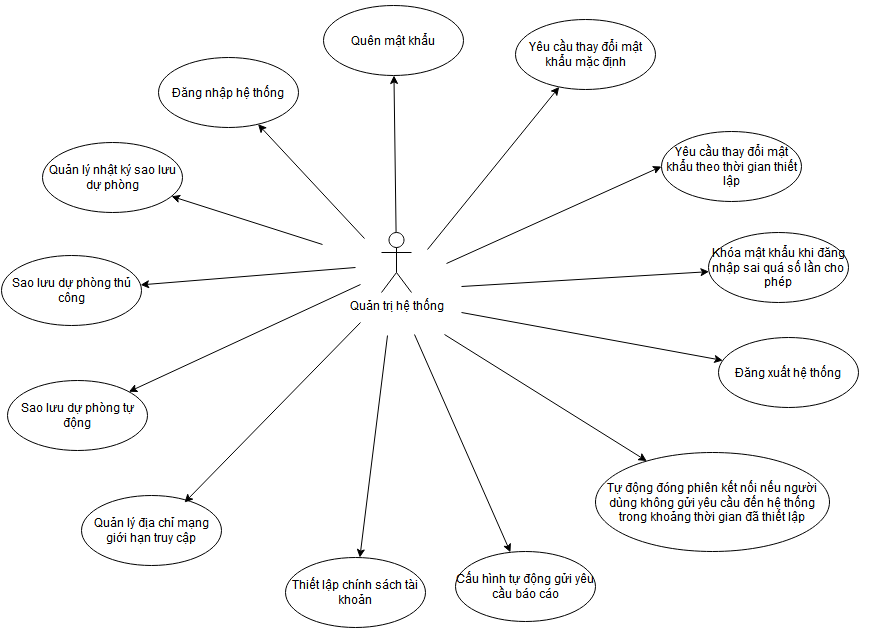 Quên mật khẩu
Yêu cầu thay đổi mật
khẩu mặc định
Đăng nhập hệ thống
Yêu cầu thay đổi mật
khẩu theo thời gian thiết
lập
Quản lý nhật ký sao lưu
dự phòng
Khóa mật khẩu khi đăng
nhập sai quá số lần cho
phép
Sao lưu dự phòng thủ
công
Quản trị hệ thống
Đăng xuất hệ thống
Sao lưu dự phòng tự
động
Tự động đóng phiên kết nối nếu người
dùng không gửi yêu cầu đến hệ thống
trong khoảng thời gian đã thiết lập
Quản lý địa chỉ mạng
giới hạn truy cập
Thiết lập chính sách tài
khoản
Cấu hình tự động gửi yêu
cầu báo cáo